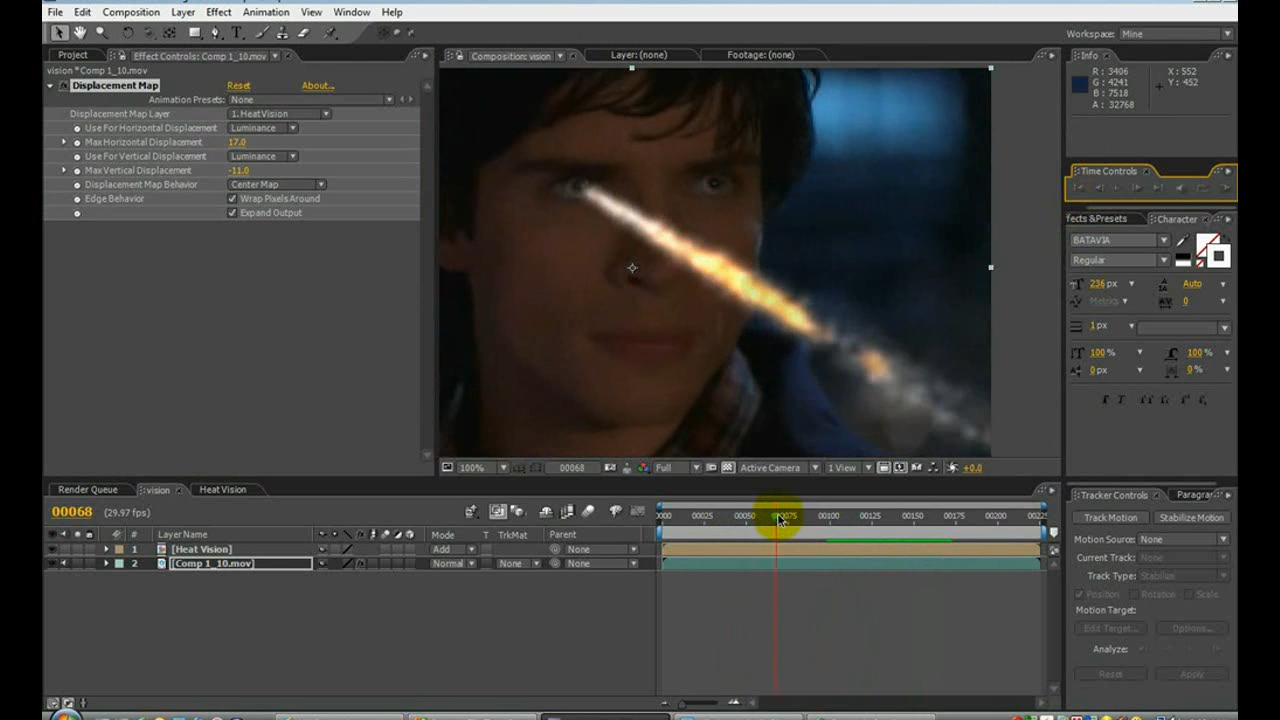 File Edit Composition Layer Effect Animation View Window Help
Workspace: Mine
Project Effect Controls: Comp 1_10.mov
vision * Comp 1_10.mov
Displacement Map Reset About...
Animation Presets: None
Displacement Map Layer 1. Heat Vision
Use For Horizontal Displacement Luminance
Max Horizontal Displacement 17.0
Use For Vertical Displacement Luminance
Max Vertical Displacement -11.0
Displacement Map Behavior Center Map
Edge Behavior Wrap Pixels Around
Expand Output
Composition: vision Layer: (none) Footage: (none)
100% 00068 Full Active Camera 1 View +0.0
Info
R: 3406 X: 552
G: 4241 Y: 452
B: 7518
A: 32768
Time Controls
ffects & Presets Character
BATAVIA
Regular
236 px Auto
Metrics 0
1 px
100 % 100 %
0 px 0 %
T T TT Tr T' T,
Render Queue vision Heat Vision
00068 (29.97 fps)
0000 00025 00050 00075 00100 00125 00150 00175 00200 00225
# Layer Name Mode T TrkMat Parent
1 [Heat Vision] Add None
2 [Comp 1_10.mov] Normal None None
Tracker Controls Paragra
Track Motion Stabilize Motion
Motion Source: None
Current Track: None
Track Type: Stabilize
Position Rotation Scale
Motion Target:
Edit Target... Options...
Analyze:
Reset Apply